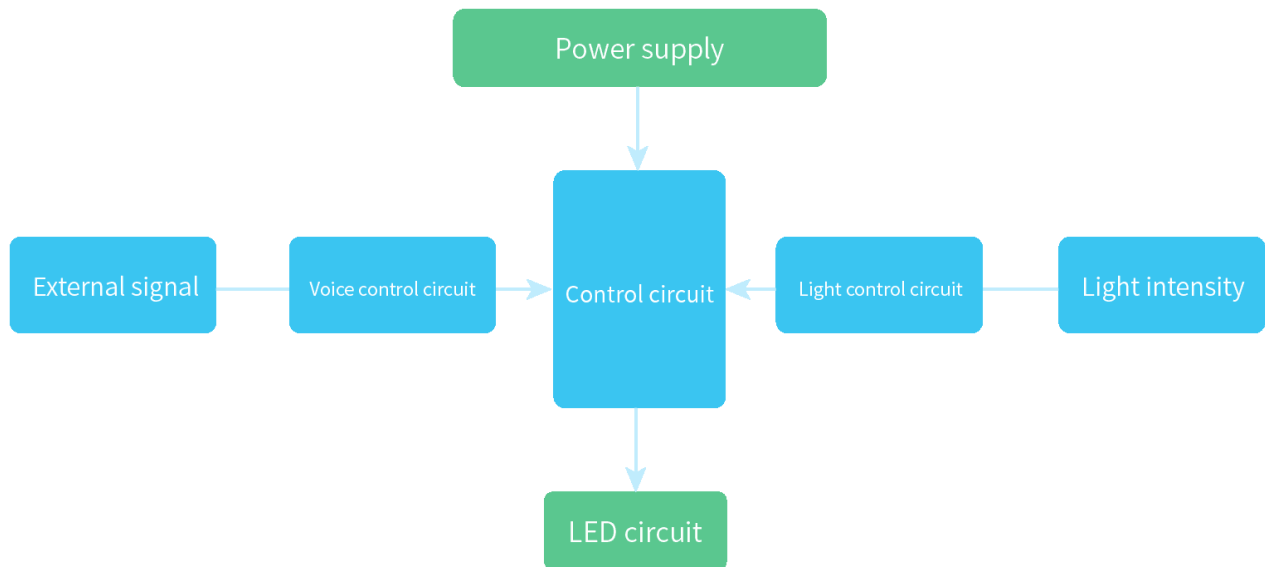 Power supply
External signal
Voice control circuit
Control circuit
Light control circuit
Light intensity
LED circuit